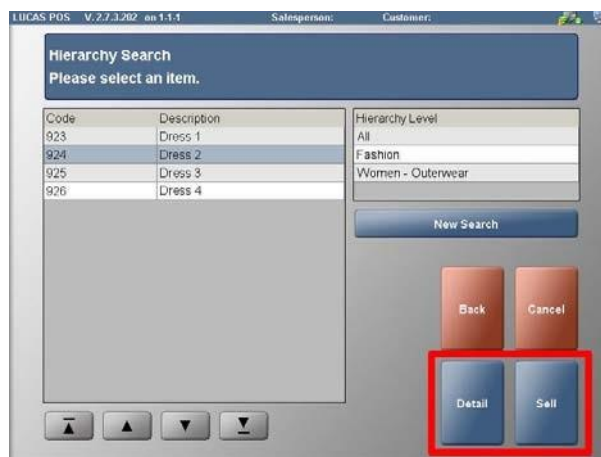 LUCAS POS V. 2.7.3.202 on 1-1-1 Salesperson: Customer:
Hierarchy Search
Please select an item.
Code Description
923 Dress 1
924 Dress 2
925 Dress 3
926 Dress 4
Hierarchy Level
All
Fashion
Women - Outerwear
New Search
Back Cancel
Detail Sell